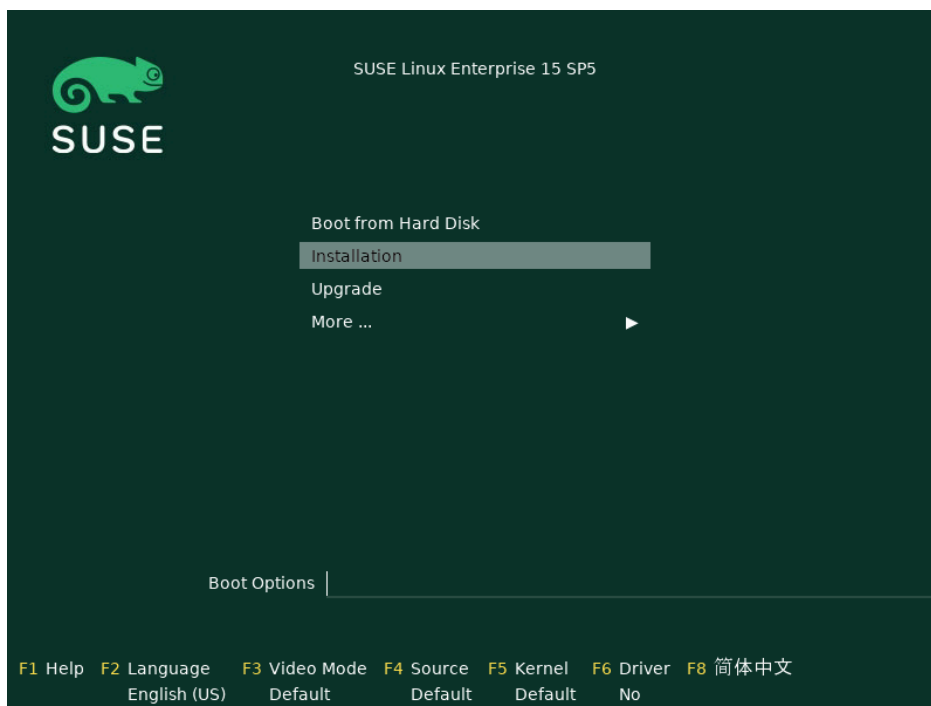 SUSE Linux Enterprise 15 SP5
SUSE
Boot from Hard Disk
Installation
Upgrade
More ...
Boot Options
F1 Help F2 Language F3 Video Mode F4 Source F5 Kernel F6 Driver F8 简体中文
English (US) Default Default Default No